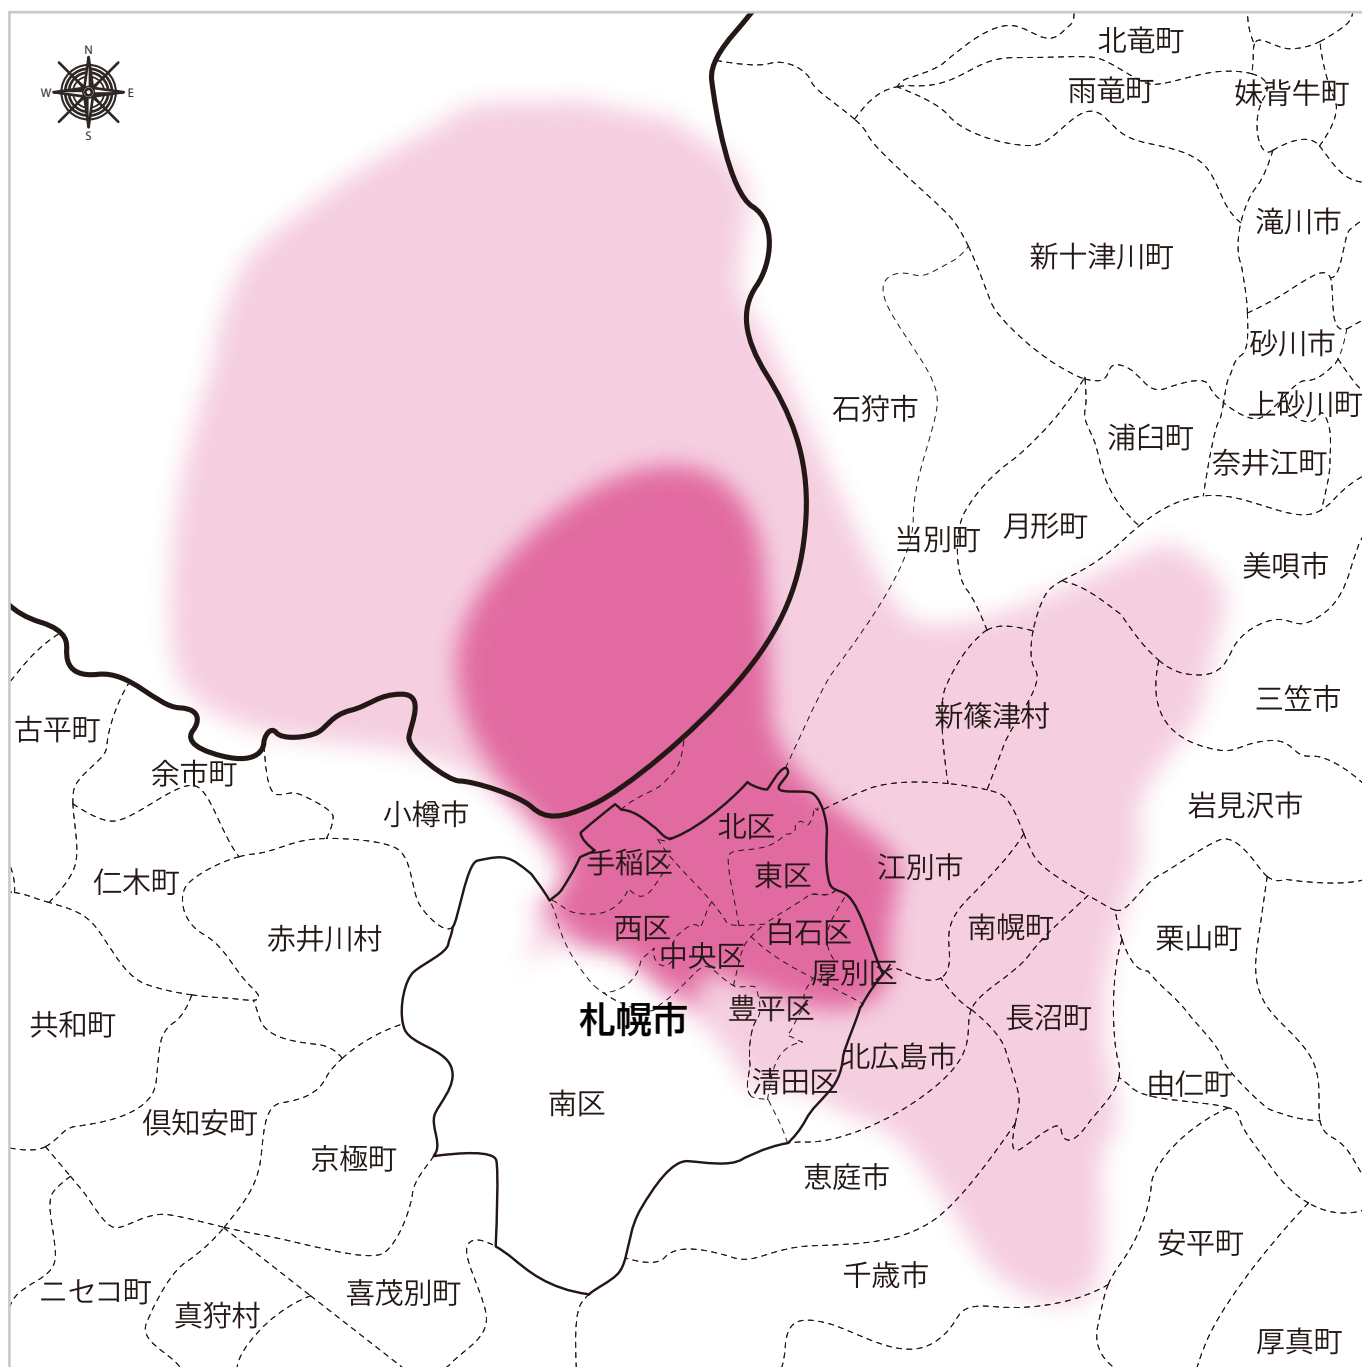 N
W
E
S
北竜町
雨竜町
妹背牛町
滝川市
新十津川町
砂川市
上砂川町
石狩市
浦臼町
奈井江町
月形町
当別町
美唄市
三笠市
新篠津村
古平町
余市町
小樽市
岩見沢市
北区
手稲区
東区
江別市
仁木町
西区
白石区
南幌町
栗山町
赤井川村
中央区
厚別区
共和町
札幌市
豊平区
長沼町
北広島市
清田区
由仁町
南区
倶知安町
京極町
恵庭市
安平町
千歳市
ニセコ町
喜茂別町
真狩村
厚真町